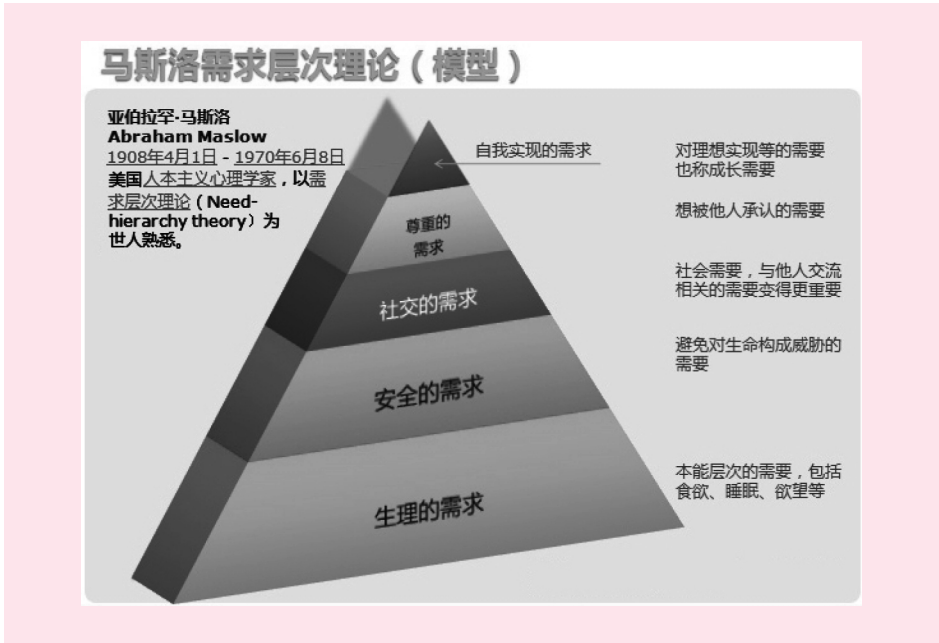 马斯洛需求层次理论（模型）
亚伯拉罕·马斯洛
Abraham Maslow
1908年4月1日 - 1970年6月8日
美国人本主义心理学家，以需
求层次理论（Need-
hierarchy theory）为
世人熟悉。
自我实现的需求
对理想实现等的需要
也称成长需要
尊重的
需求
想被他人承认的需要
社交的需求
社会需要，与他人交流
相关的需要变得更重要
安全的需求
避免对生命构成威胁的
需要
生理的需求
本能层次的需要，包括
食欲、睡眠、欲望等